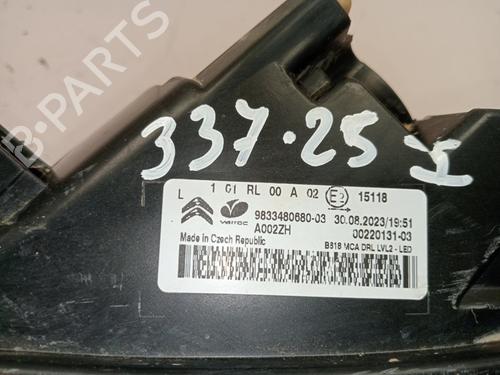 B-PARTS
337.25 I
L 1 01 RL 00 A 02 15118
varroc 9833480680-03 30.08.2023/19:51
A002ZH 00220131-03
Made in Czech Republic B618 MCA DRL LVL2 - LED